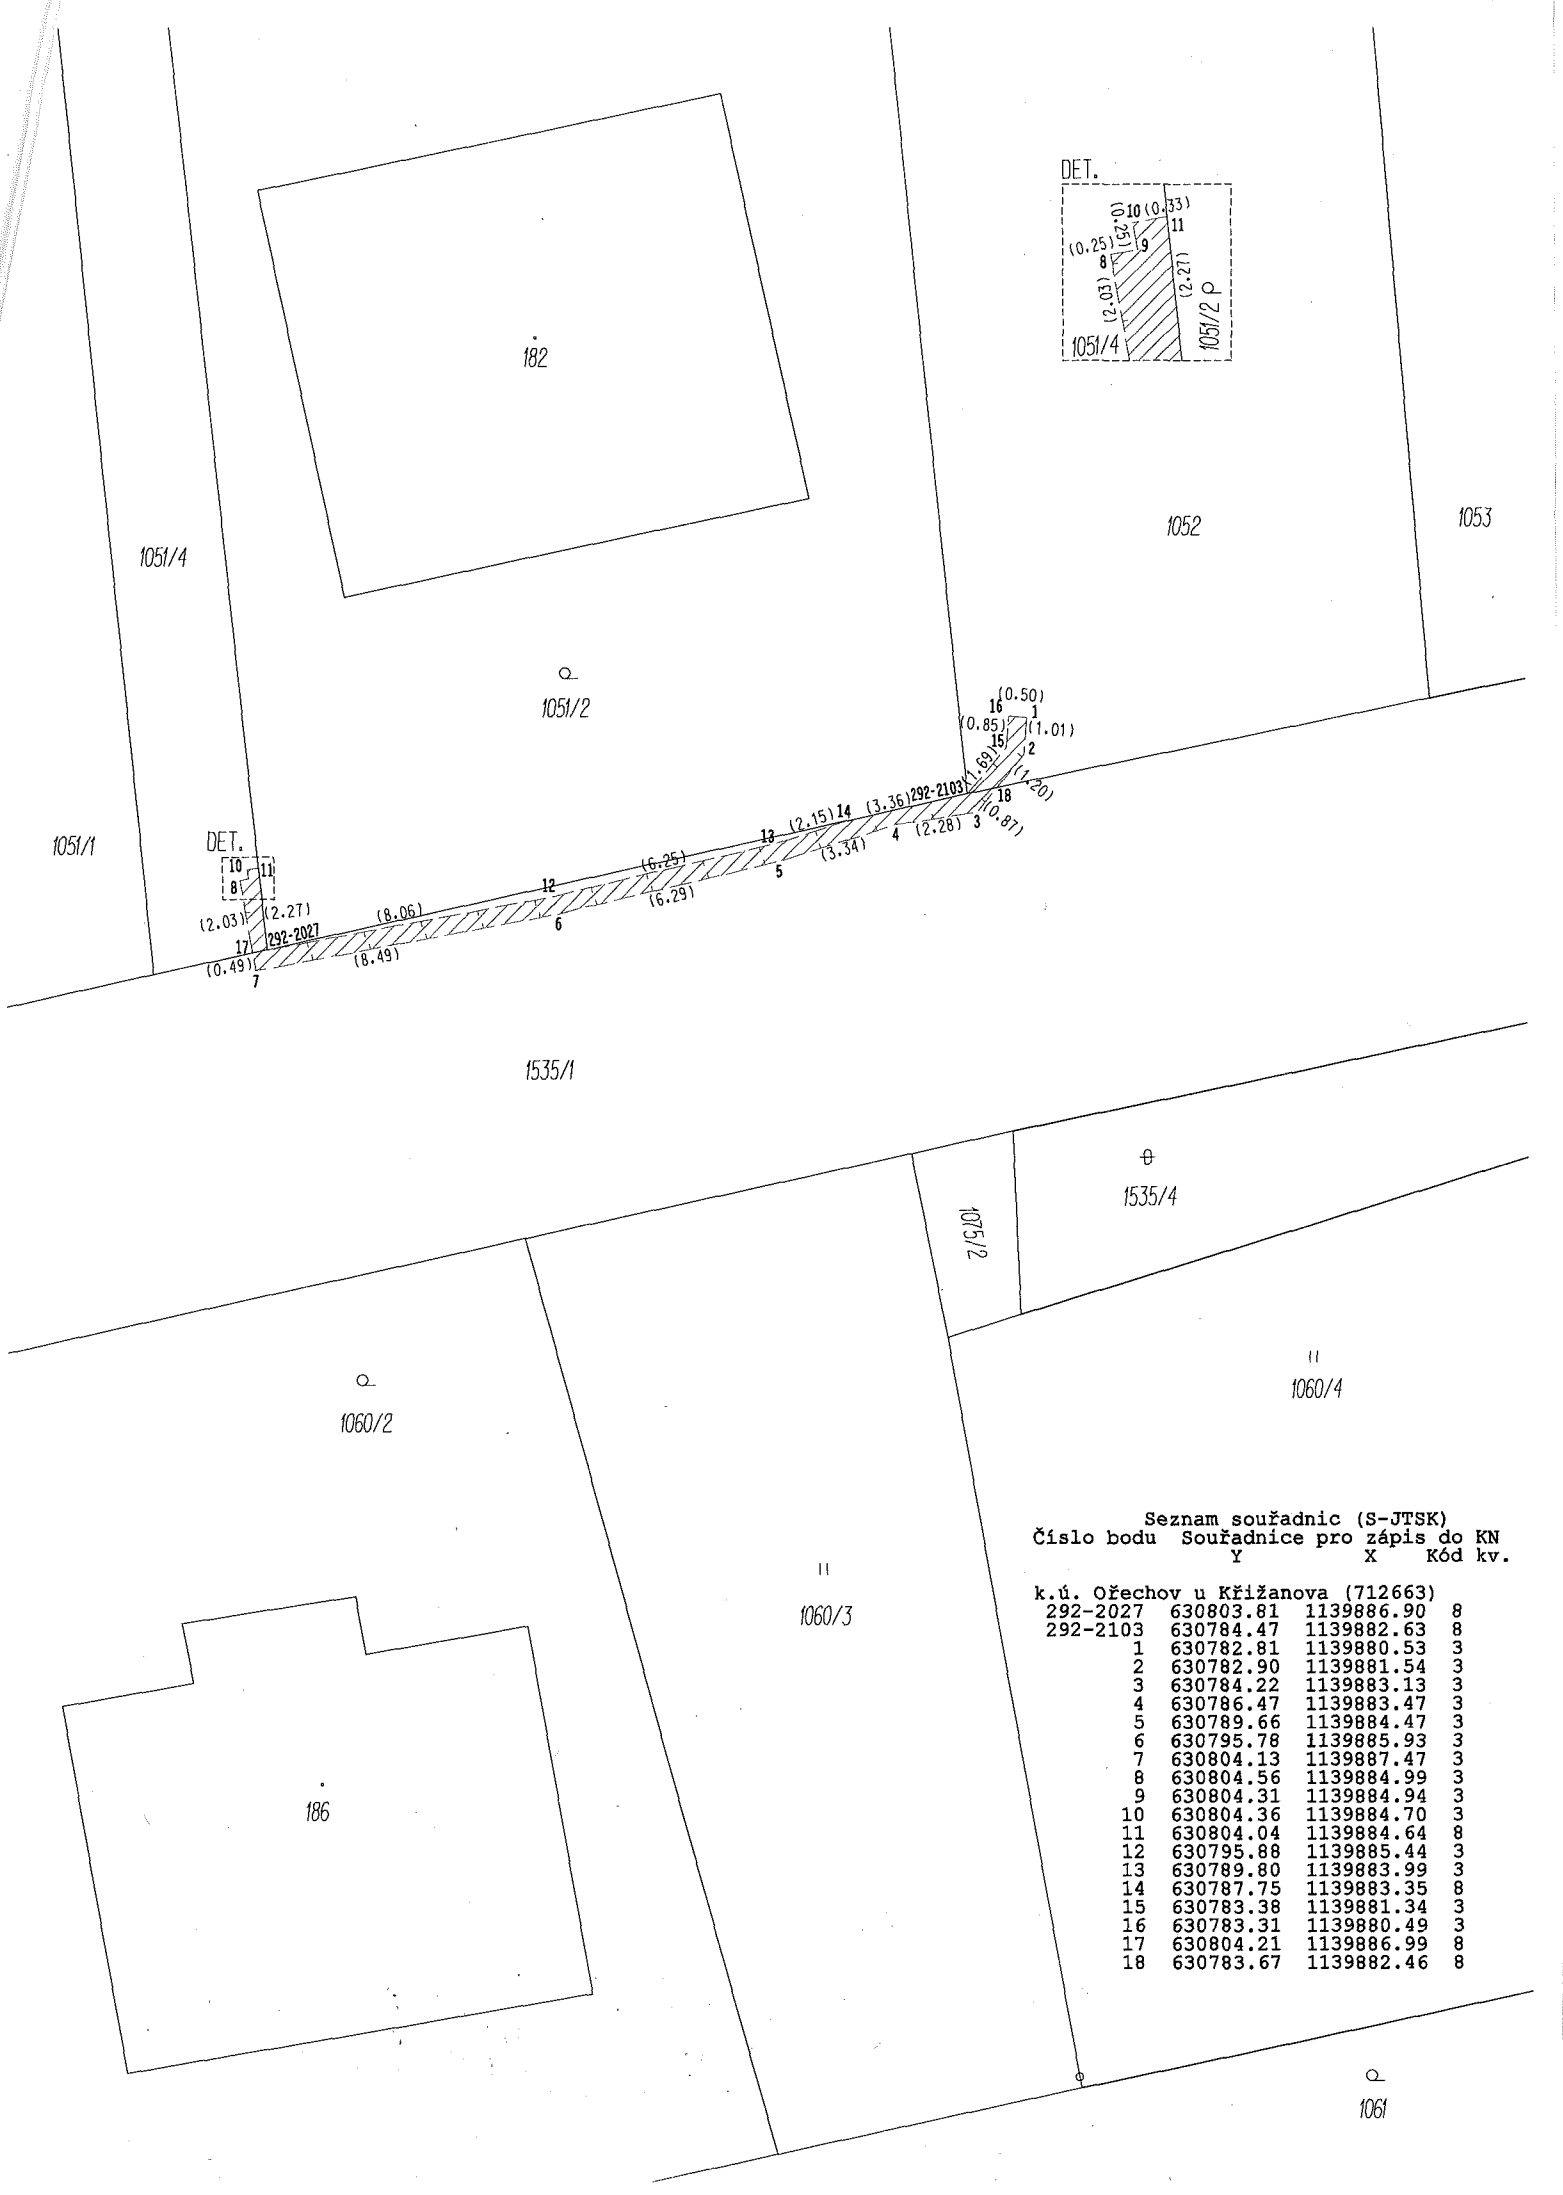 DET.
10 (0.33)
(0.25)
11
(0.25)
9
8
(2.03)
(2.27)
1051/4
1051/2
182
1052
1053
1051/4
1051/2
(0.50)
16
1
(0.85)
(1.01)
15
2
(1.69)
(1.20)
292-2103
18
(0.87)
3
(3.36)
(2.15) 14
4
(2.28)
13
(3.34)
5
1051/1
DET.
10
11
8
(6.25)
12
(6.29)
6
(2.03)
(2.27)
(8.06)
17
292-2027
(0.49)
(8.49)
7
1535/1
1075/2
1535/4
1060/2
1060/4
1060/3
186
Seznam souřadnic (S-JTSK)
Číslo bodu Souřadnice pro zápis do KN
Y X Kód kv.
k.ú. Ořechov u Křižanova (712663)
292-2027 630803.81 1139886.90 8
292-2103 630784.47 1139882.63 8
1 630782.81 1139880.53 3
2 630782.90 1139881.54 3
3 630784.22 1139883.13 3
4 630786.47 1139883.47 3
5 630789.66 1139884.47 3
6 630795.78 1139885.93 3
7 630804.13 1139887.47 3
8 630804.56 1139884.99 3
9 630804.31 1139884.94 3
10 630804.36 1139884.70 3
11 630804.04 1139884.64 8
12 630795.88 1139885.44 3
13 630789.80 1139883.99 3
14 630787.75 1139883.35 8
15 630783.38 1139881.34 3
16 630783.31 1139880.49 3
17 630804.21 1139886.99 8
18 630783.67 1139882.46 8
1061